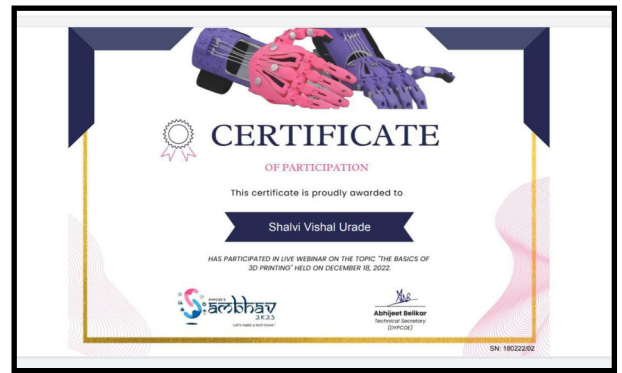 CERTIFICATE
OF PARTICIPATION
This certificate is proudly awarded to
Shalvi Vishal Urade
HAS PARTICIPATED IN LIVE WEBINAR ON THE TOPIC "THE BASICS OF
3D PRINTING" HELD ON DECEMBER 18, 2022.
Sambhav
2K23
Let's make a tech move!
Abhijeet Belkar
Technical Secretary
(DYPCOE)
SN: 180222/02